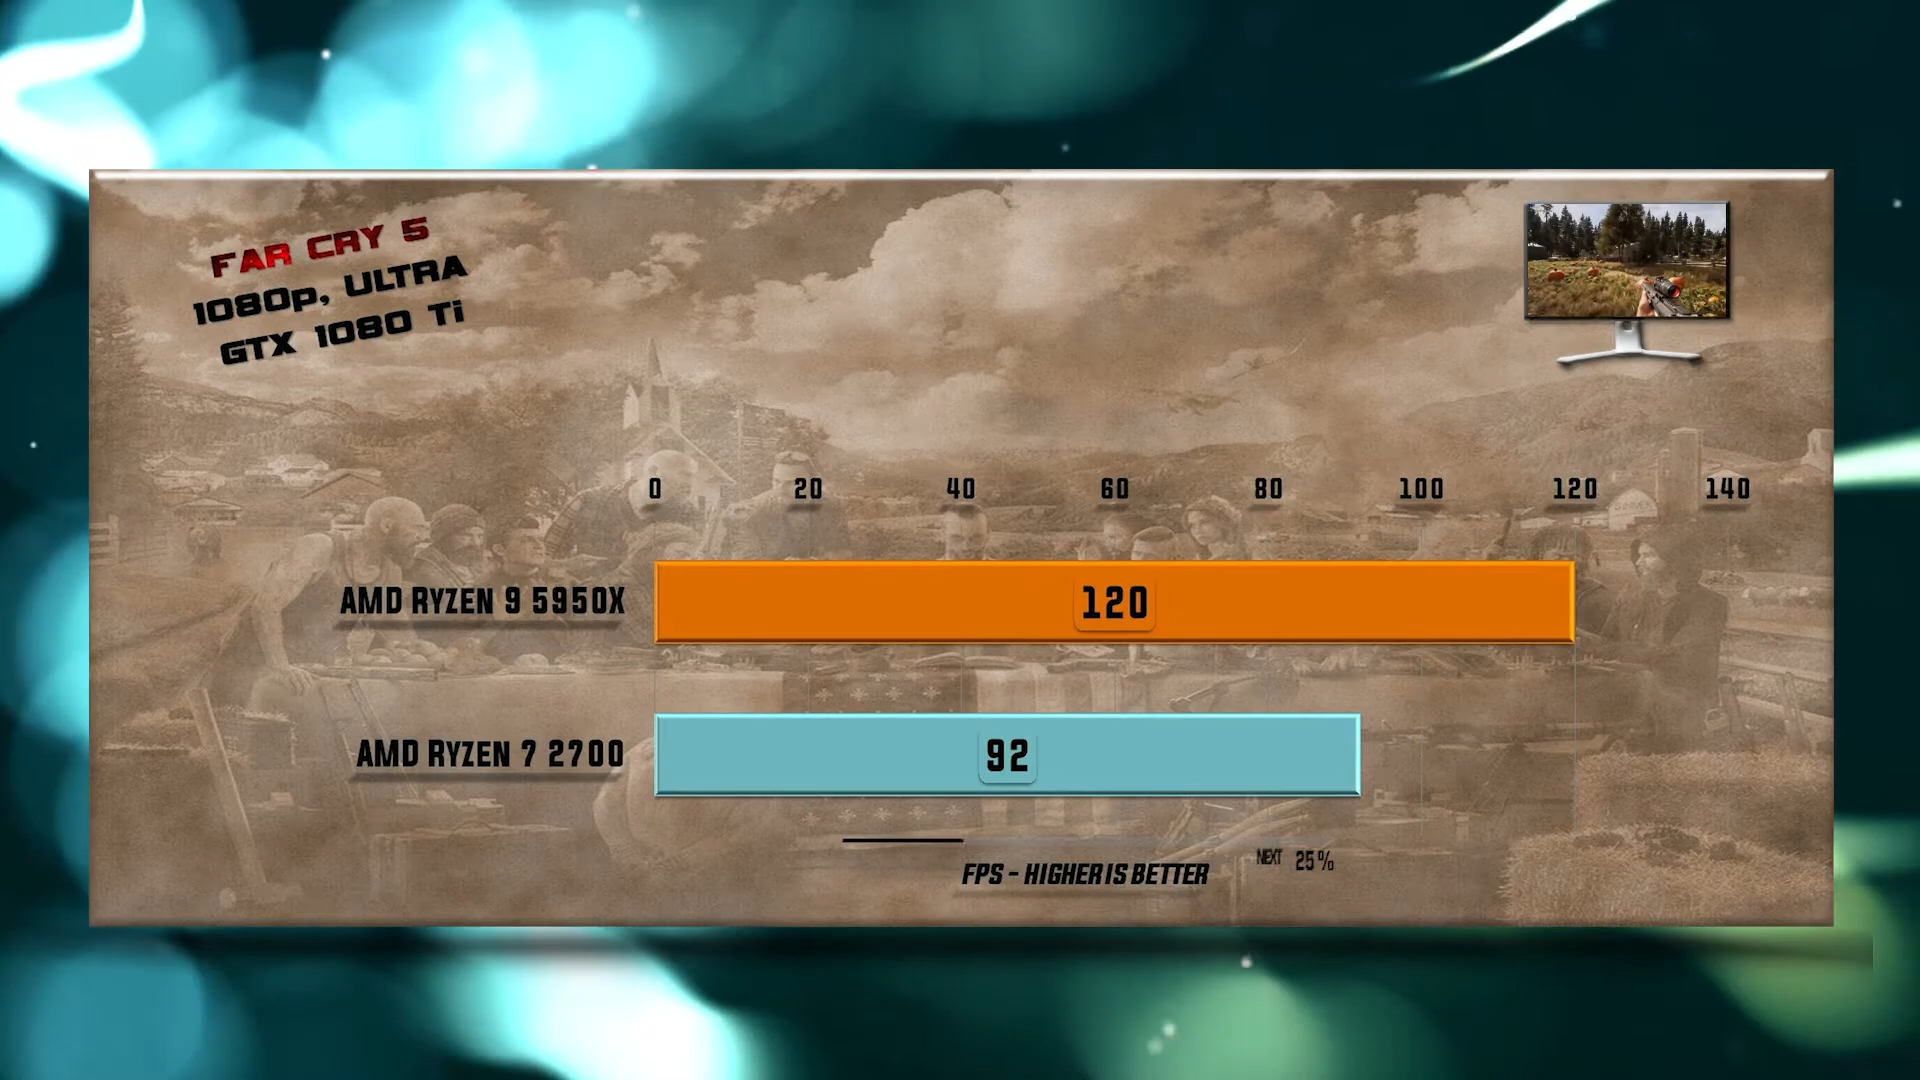 FAR CRY 5
1080p, ULTRA
GTX 1080 Ti
0 20 40 60 80 100 120 140
AMD RYZEN 9 5950X 120
AMD RYZEN 7 2700 92
FPS - HIGHER IS BETTER
NEXT 25%